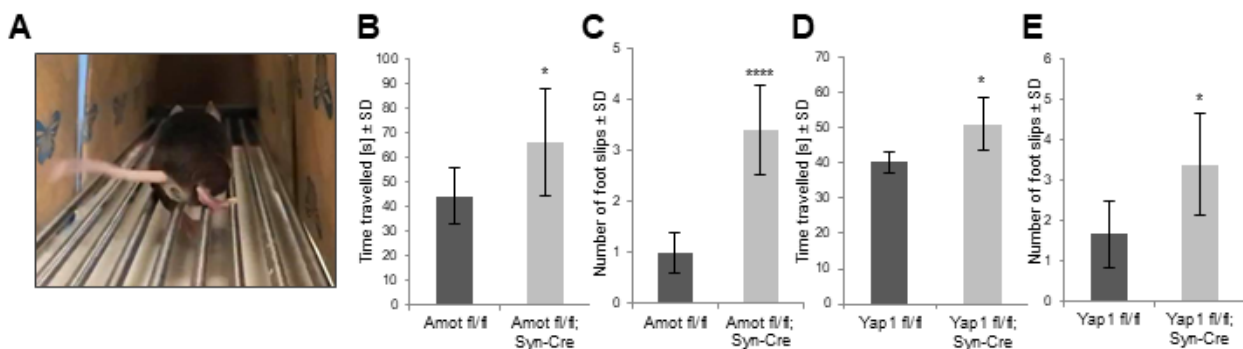 A
B
Time travelled [s] ± SD
100
90
80
70
60
50
40
30
20
10
0
*
Amot fl/fl
Amot fl/fl;
Syn-Cre
C
Number of foot slips ± SD
5
4
3
2
1
0
****
Amot fl/fl
Amot fl/fl;
Syn-Cre
D
Time travelled [s] ± SD
70
60
50
40
30
20
10
0
*
Yap1 fl/fl
Yap1 fl/fl;
Syn-Cre
E
Number of foot slips ± SD
6
5
4
3
2
1
0
*
Yap1 fl/fl
Yap1 fl/fl;
Syn-Cre